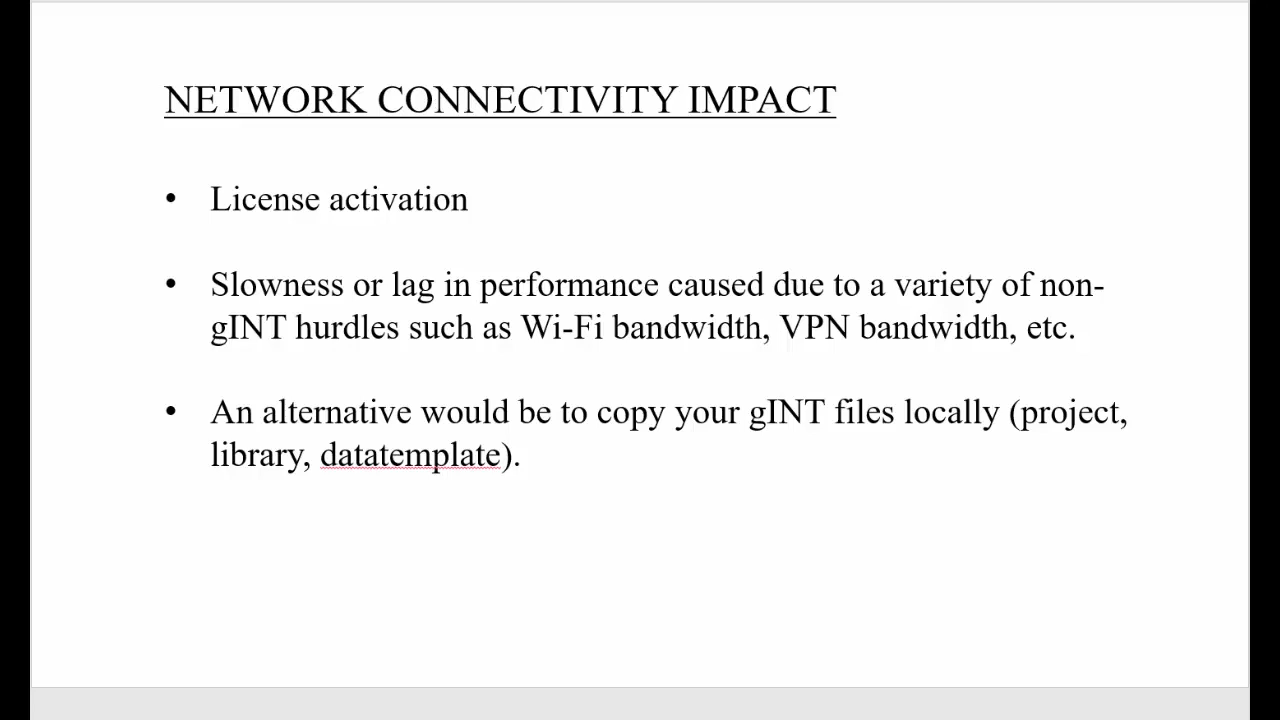 NETWORK CONNECTIVITY IMPACT
• License activation
• Slowness or lag in performance caused due to a variety of non-
gINT hurdles such as Wi-Fi bandwidth, VPN bandwidth, etc.
• An alternative would be to copy your gINT files locally (project,
library, datatemplate).